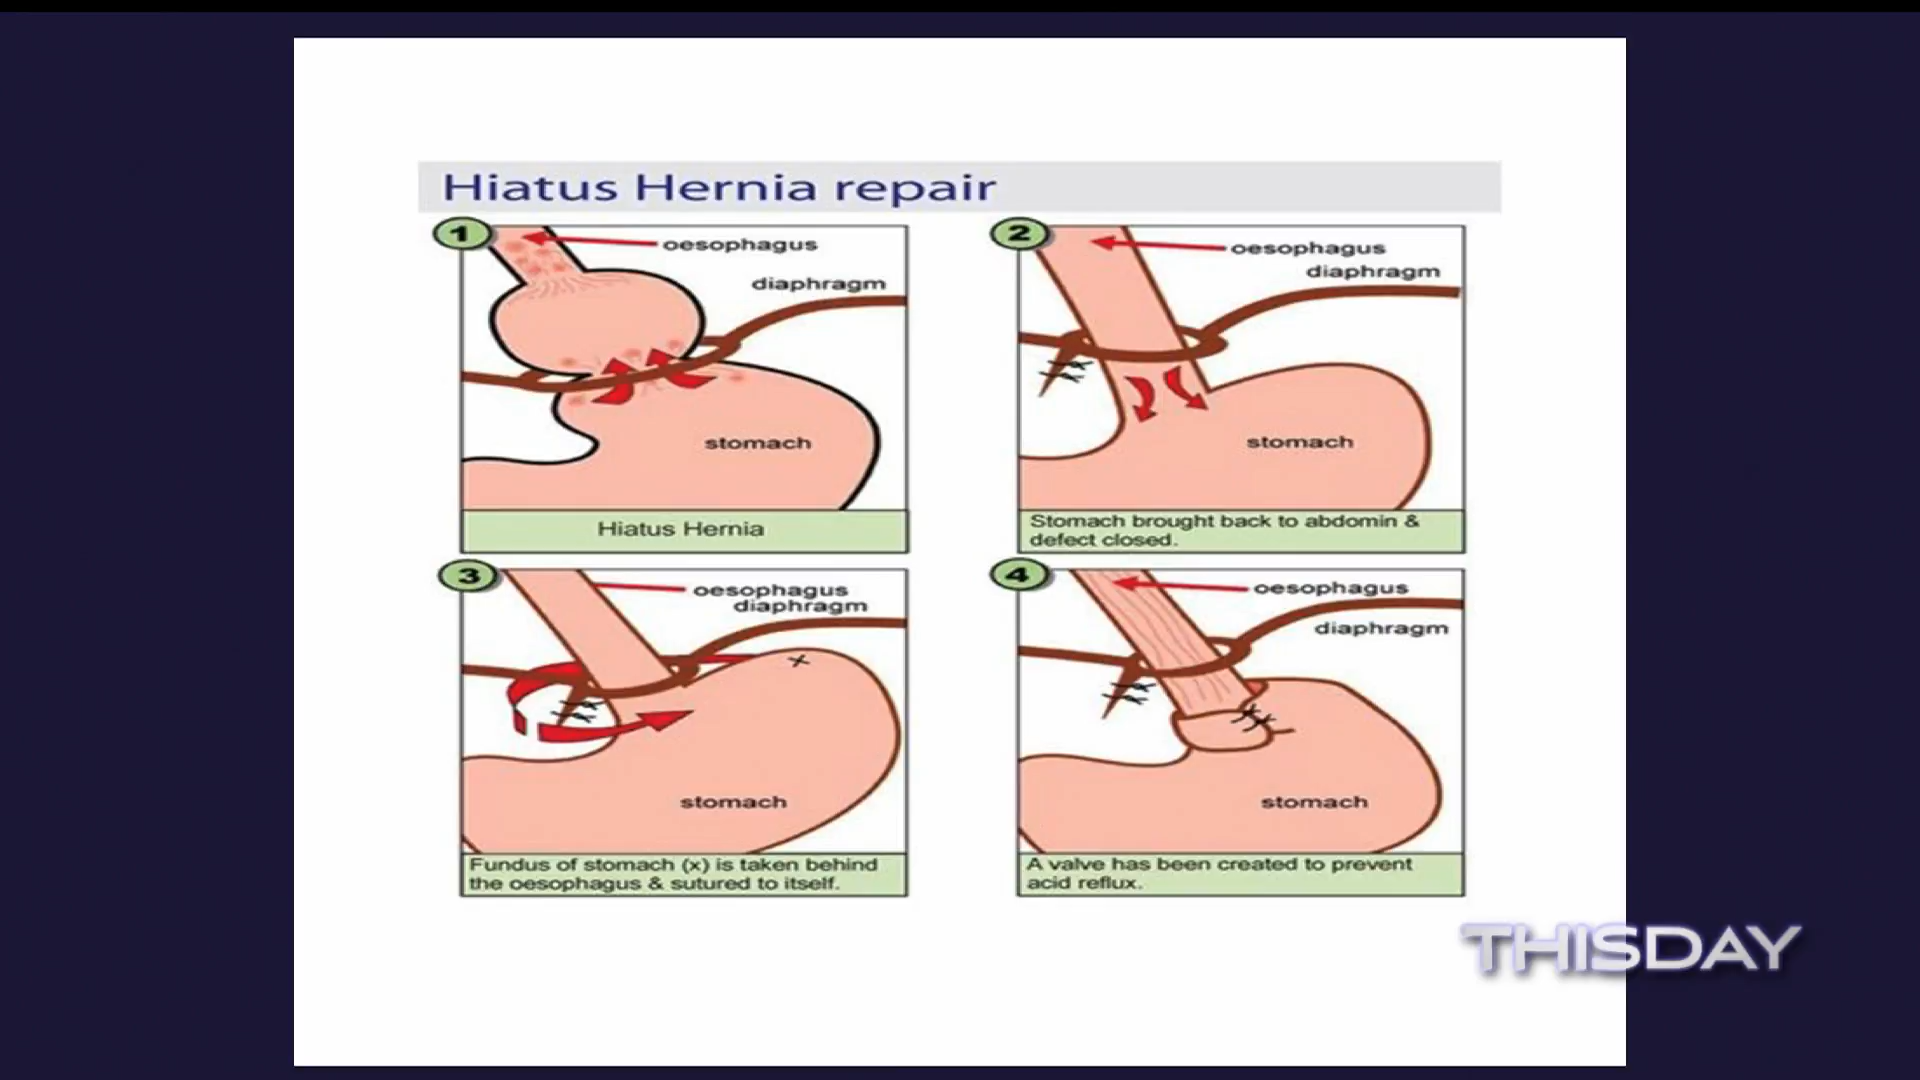 Hiatus Hernia repair
1
oesophagus
diaphragm
stomach
Hiatus Hernia
2
oesophagus
diaphragm
stomach
Stomach brought back to abdomin &
defect closed.
3
oesophagus
diaphragm
x
stomach
Fundus of stomach (x) is taken behind
the oesophagus & sutured to itself.
4
oesophagus
diaphragm
stomach
A valve has been created to prevent
acid reflux.
THISDAY